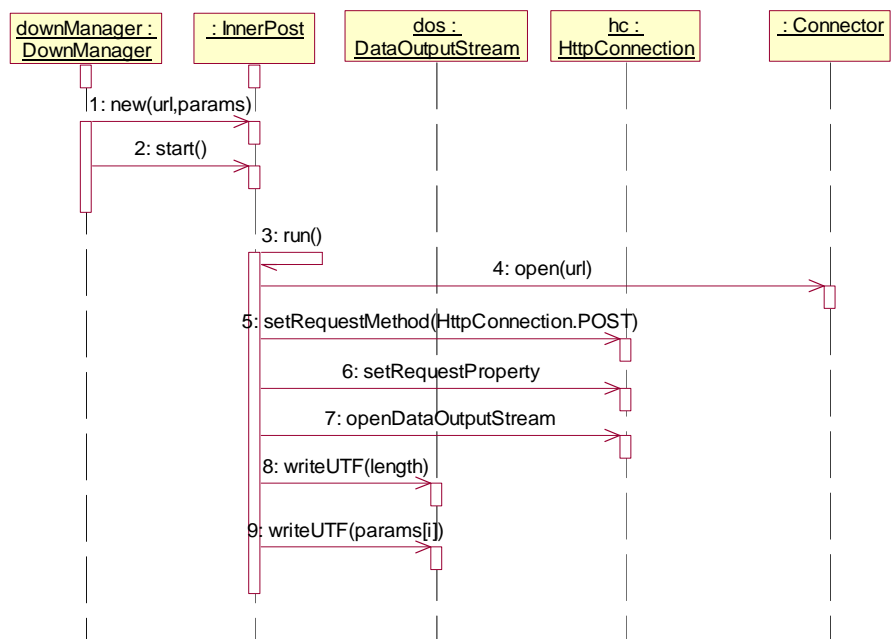 downManager :
DownManager
: InnerPost
dos :
DataOutputStream
hc :
HttpConnection
: Connector
1: new(url,params)
2: start()
3: run()
4: open(url)
5: setRequestMethod(HttpConnection.POST)
6: setRequestProperty
7: openDataOutputStream
8: writeUTF(length)
9: writeUTF(params[i])